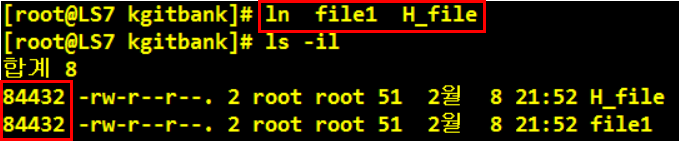 [root@LS7 kgitbank]# ln  file1  H_file
[root@LS7 kgitbank]# ls -il
합계 8
84432 -rw-r--r--. 2 root root 51  2월  8 21:52 H_file
84432 -rw-r--r--. 2 root root 51  2월  8 21:52 file1